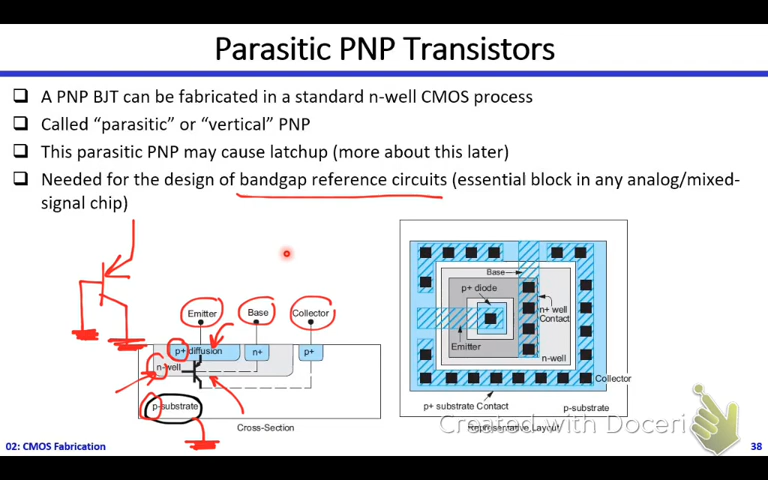 Parasitic PNP Transistors
A PNP BJT can be fabricated in a standard n-well CMOS process
Called “parasitic” or “vertical” PNP
This parasitic PNP may cause latchup (more about this later)
Needed for the design of bandgap reference circuits (essential block in any analog/mixed-
signal chip)
Emitter
Base
Collector
p+ diffusion
n+
p+
n-well
p-substrate
Cross-Section
Base
p+ diode
n+ well
Contact
Emitter
n-well
Collector
p+ substrate Contact
p-substrate
Representative Layout
Created with Doceri
02: CMOS Fabrication
38